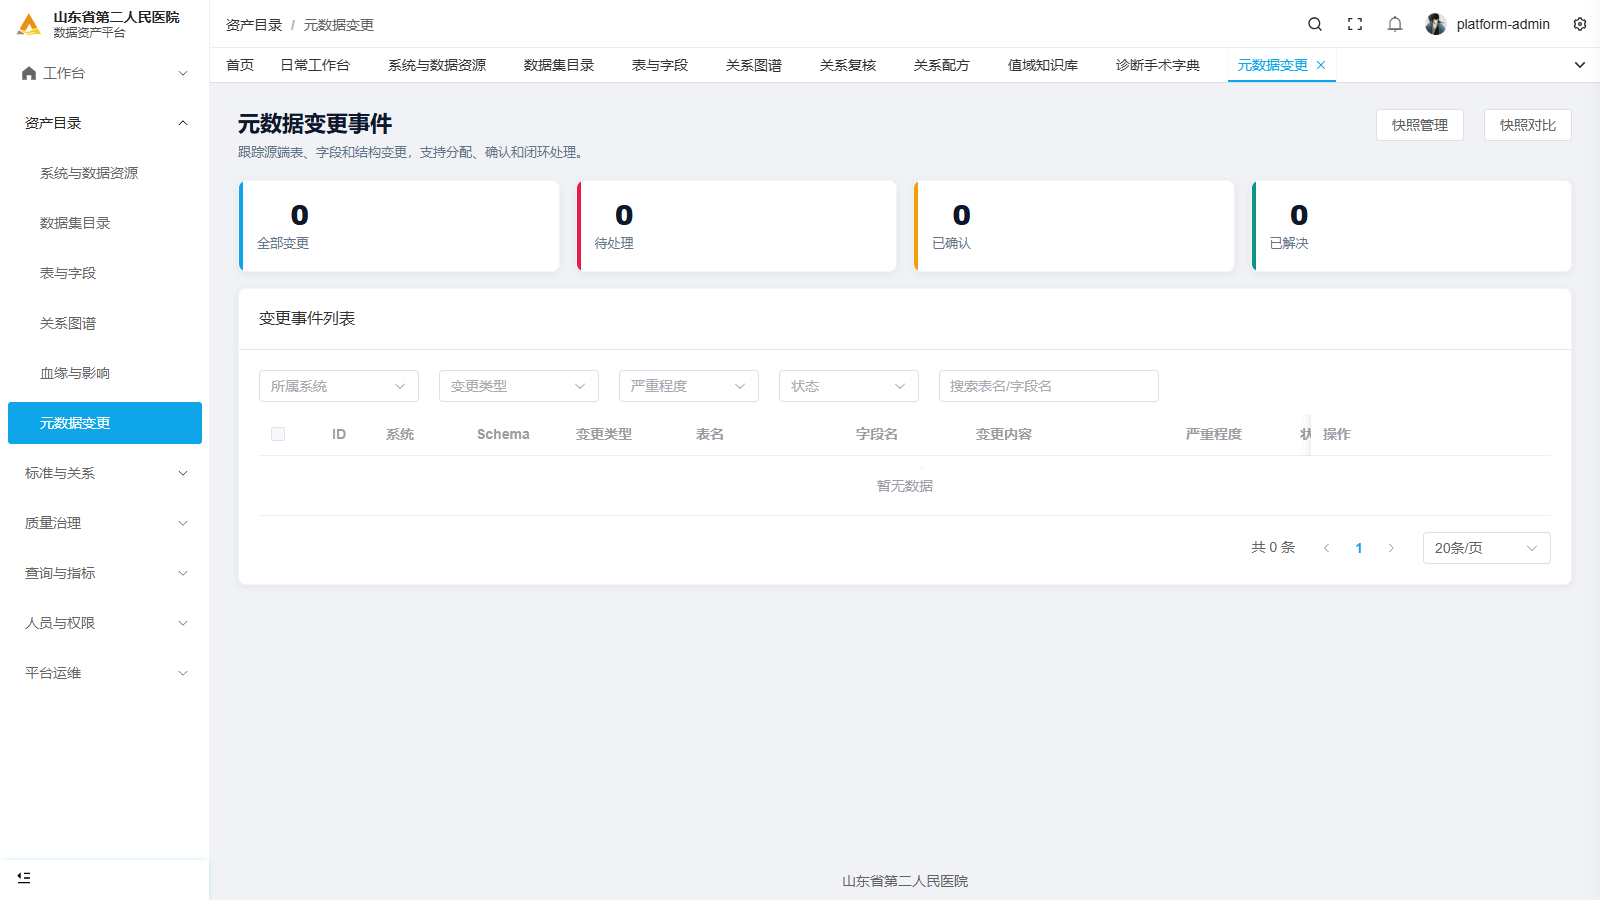 山东省第二人民医院
数据资产平台
资产目录 / 元数据变更
platform-admin
工作台
资产目录
系统与数据资源
数据集目录
表与字段
关系图谱
血缘与影响
元数据变更
标准与关系
质量治理
查询与指标
人员与权限
平台运维
首页 日常工作台 系统与数据资源 数据集目录 表与字段 关系图谱 关系复核 关系配方 值域知识库 诊断手术字典 元数据变更
元数据变更事件
跟踪源端表、字段和结构变更，支持分配、确认和闭环处理。
快照管理 快照对比
0
全部变更
0
待处理
0
已确认
0
已解决
变更事件列表
所属系统 变更类型 严重程度 状态 搜索表名/字段名
ID 系统 Schema 变更类型 表名 字段名 变更内容 严重程度 操作
暂无数据
共 0 条 1 20条/页
山东省第二人民医院